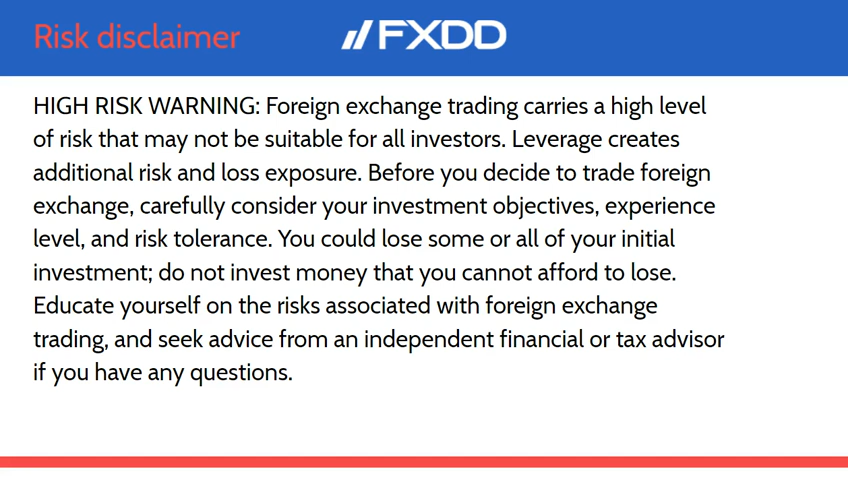 Risk disclaimer
FXDD
HIGH RISK WARNING: Foreign exchange trading carries a high level
of risk that may not be suitable for all investors. Leverage creates
additional risk and loss exposure. Before you decide to trade foreign
exchange, carefully consider your investment objectives, experience
level, and risk tolerance. You could lose some or all of your initial
investment; do not invest money that you cannot afford to lose.
Educate yourself on the risks associated with foreign exchange
trading, and seek advice from an independent financial or tax advisor
if you have any questions.